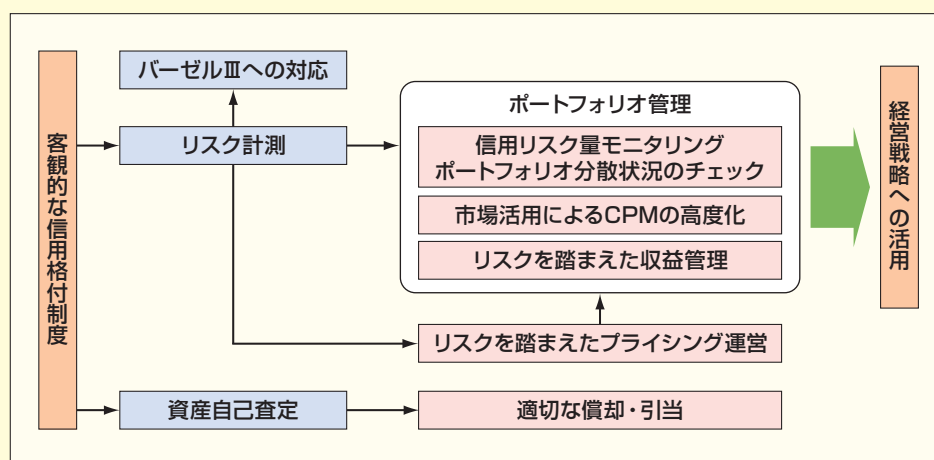 客観的な信用格付制度
バーゼルⅢへの対応
リスク計測
ポートフォリオ管理
信用リスク量モニタリング
ポートフォリオ分散状況のチェック
市場活用によるCPMの高度化
リスクを踏まえた収益管理
リスクを踏まえたプライシング運営
資産自己査定
適切な償却・引当
経営戦略への活用